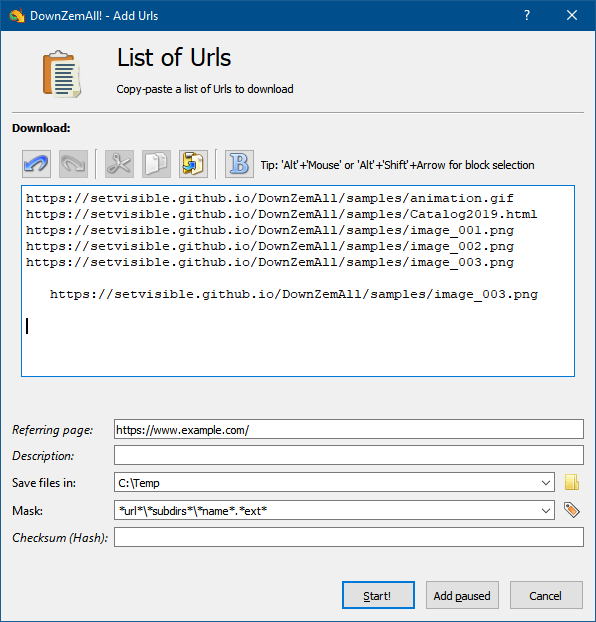 DownZemAll! - Add Urls
List of Urls
Copy-paste a list of Urls to download
Download:
B Tip: 'Alt'+'Mouse' or 'Alt'+'Shift'+Arrow for block selection
https://setvisible.github.io/DownZemAll/samples/animation.gif
https://setvisible.github.io/DownZemAll/samples/Catalog2019.html
https://setvisible.github.io/DownZemAll/samples/image_001.png
https://setvisible.github.io/DownZemAll/samples/image_002.png
https://setvisible.github.io/DownZemAll/samples/image_003.png
https://setvisible.github.io/DownZemAll/samples/image_003.png
Referring page: https://www.example.com/
Description:
Save files in: C:\Temp
Mask: *url*\*subdirs*\*name*.*ext*
Checksum (Hash):
Start! Add paused Cancel